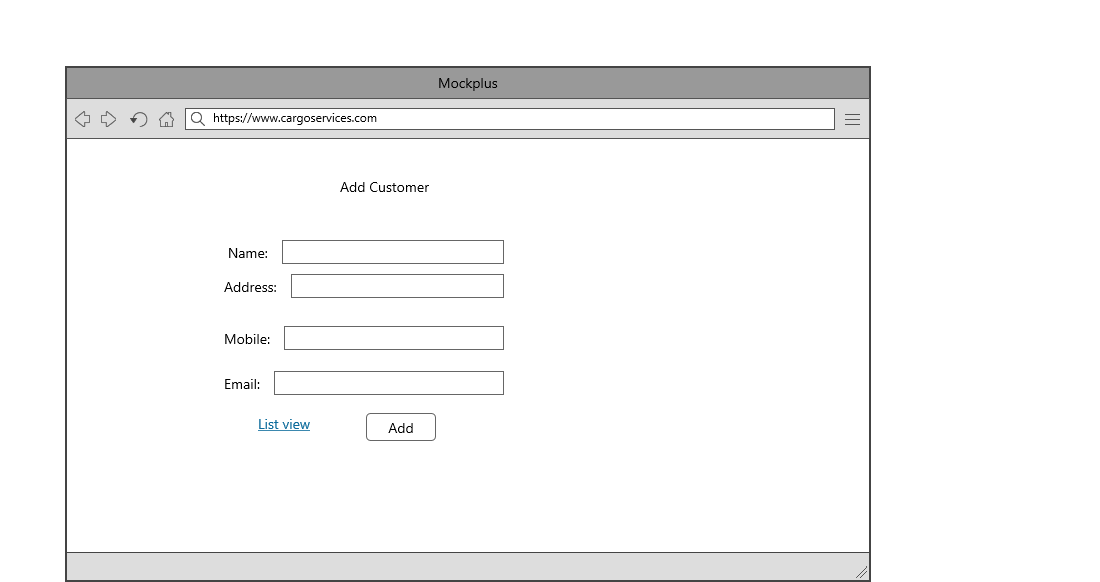 Mockplus
https://www.cargoservices.com
Add Customer
Name:
Address:
Mobile:
Email:
List view Add